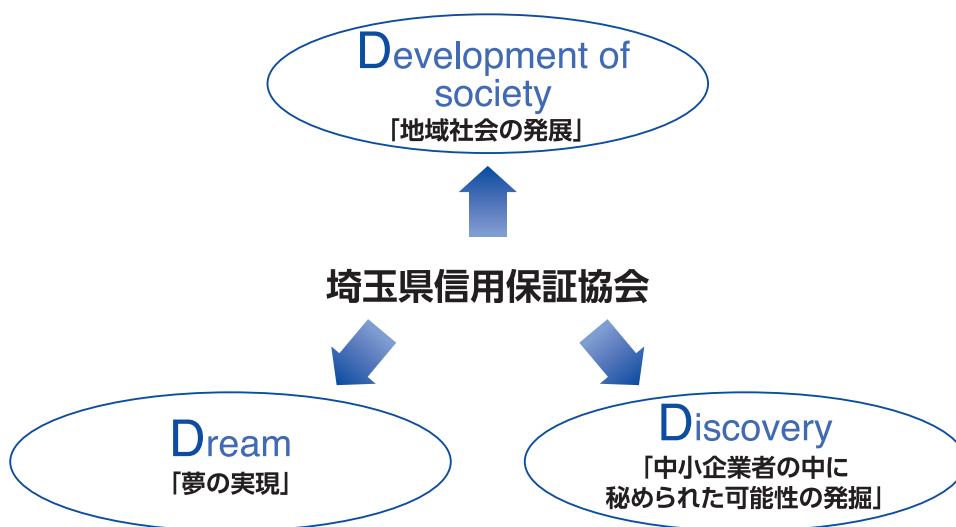 Development of
society
「地域社会の発展」
埼玉県信用保証協会
Dream
「夢の実現」
Discovery
「中小企業者の中に
秘められた可能性の発掘」